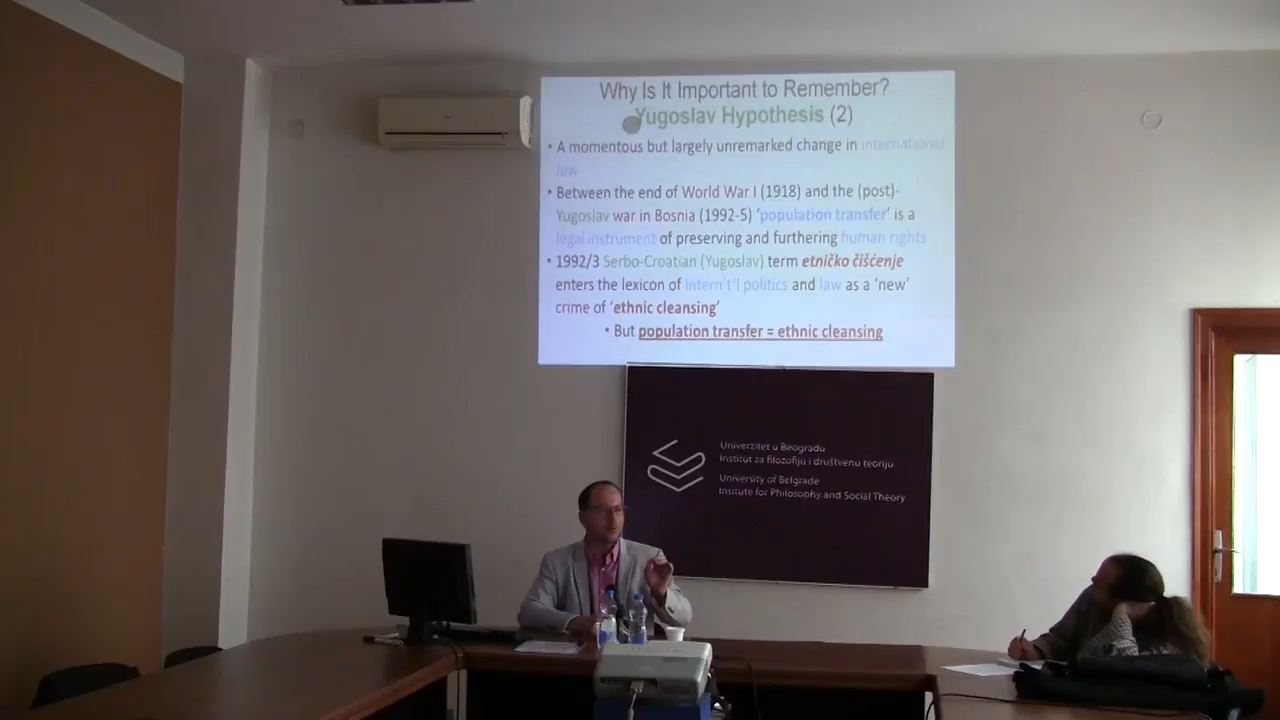 Why Is It Important to Remember?
Yugoslav Hypothesis (2)
• A momentous but largely unremarked change in international
law
• Between the end of World War I (1918) and the (post)-
Yugoslav war in Bosnia (1992-5) ‘population transfer’ is a
legal instrument of preserving and furthering human rights
• 1992/3 Serbo-Croatian (Yugoslav) term etničko čišćenje
enters the lexicon of intern't'l politics and law as a ‘new’
crime of ‘ethnic cleansing’
• But population transfer = ethnic cleansing
Univerzitet u Beogradu
Institut za filozofiju i društvenu teoriju
University of Belgrade
Institute for Philosophy and Social Theory